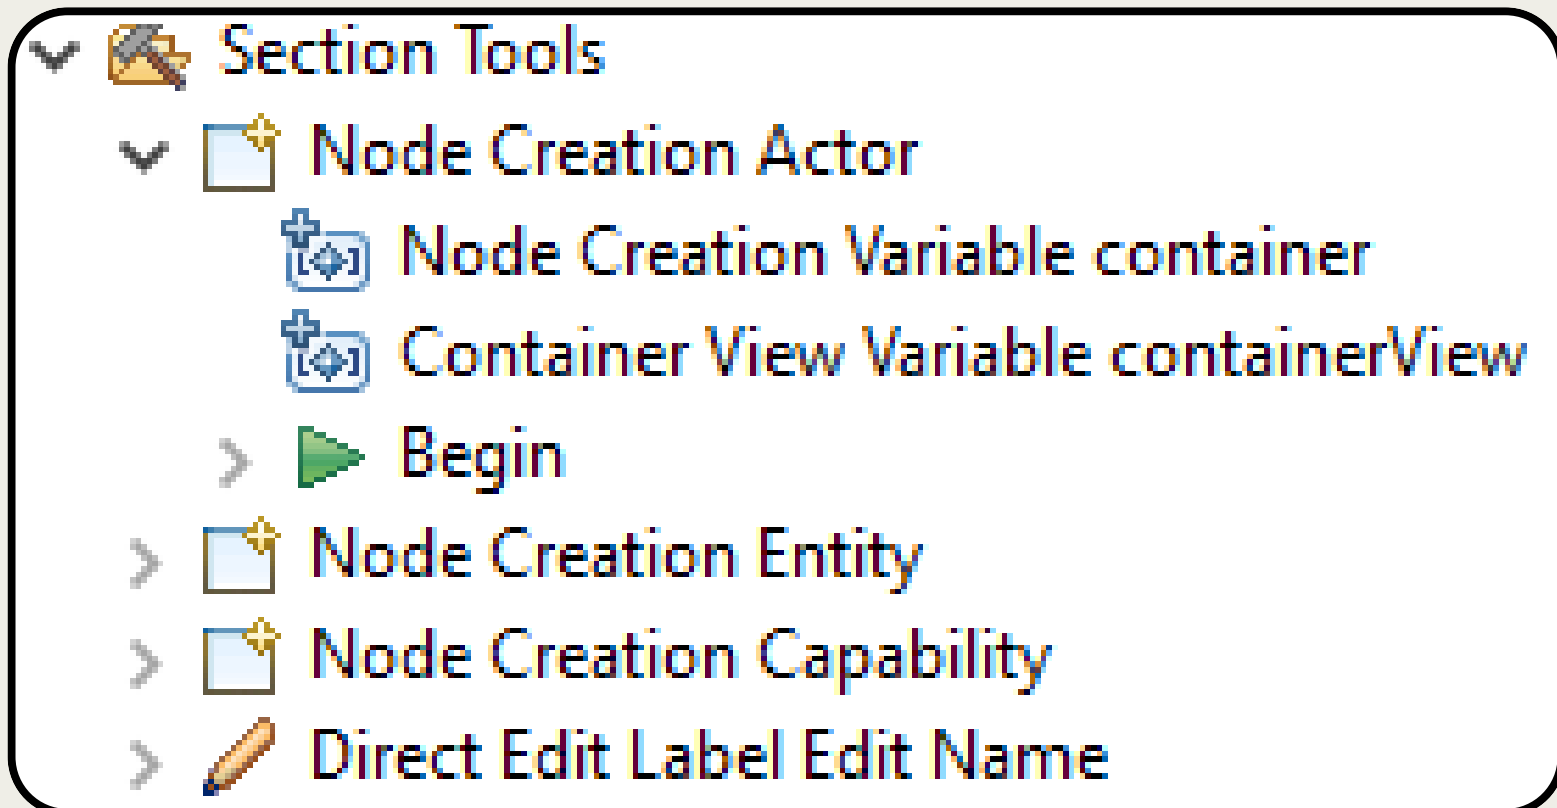 Section Tools
Node Creation Actor
Node Creation Variable container
Container View Variable containerView
Begin
Node Creation Entity
Node Creation Capability
Direct Edit Label Edit Name